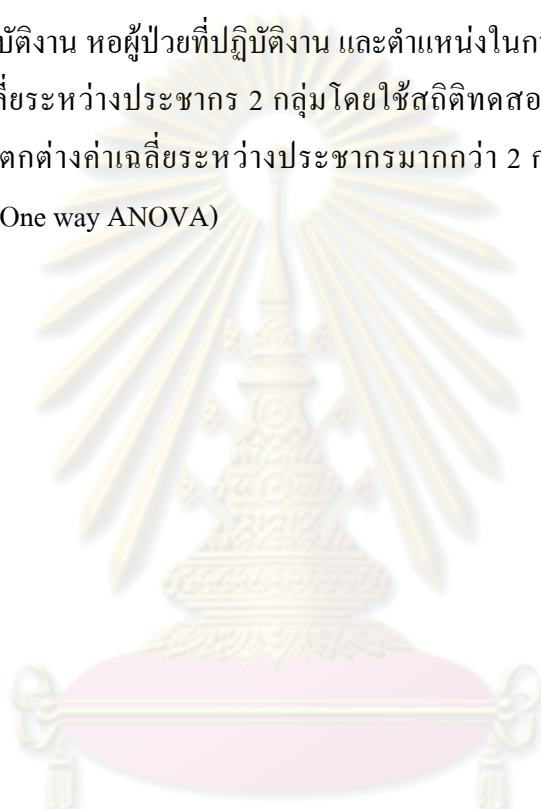 บัติงาน หอผู้ป่วยที่ปฏิบัติงาน และตำแหน่งในกา
ลี่ยระหว่างประชากร 2 กลุ่มโดยใช้สถิติทดสอ
ตกต่างค่าเฉลี่ยระหว่างประชากรมากกว่า 2 ก
One way ANOVA)